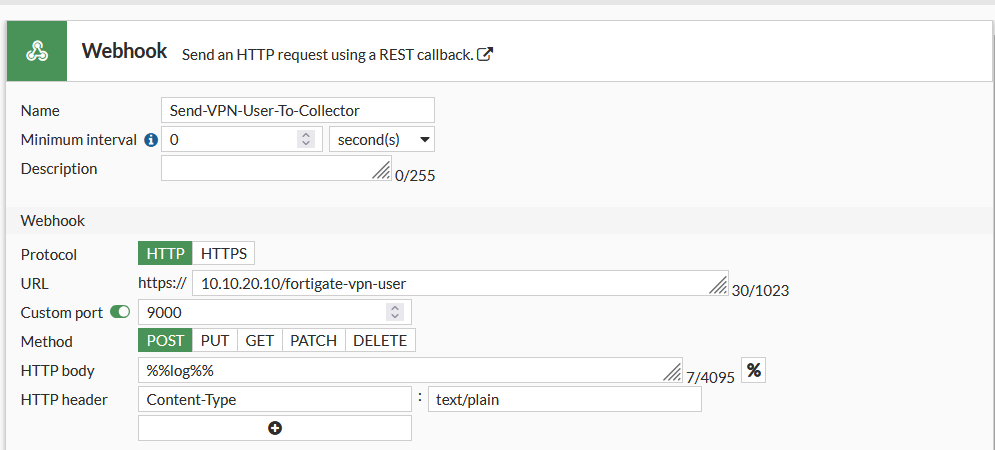 Webhook Send an HTTP request using a REST callback.
Name Send-VPN-User-To-Collector
Minimum interval 0 second(s)
Description 0/255
Webhook
Protocol HTTP HTTPS
URL https:// 10.10.20.10/fortigate-vpn-user 30/1023
Custom port 9000
Method POST PUT GET PATCH DELETE
HTTP body %%log%% 7/4095 %
HTTP header Content-Type : text/plain